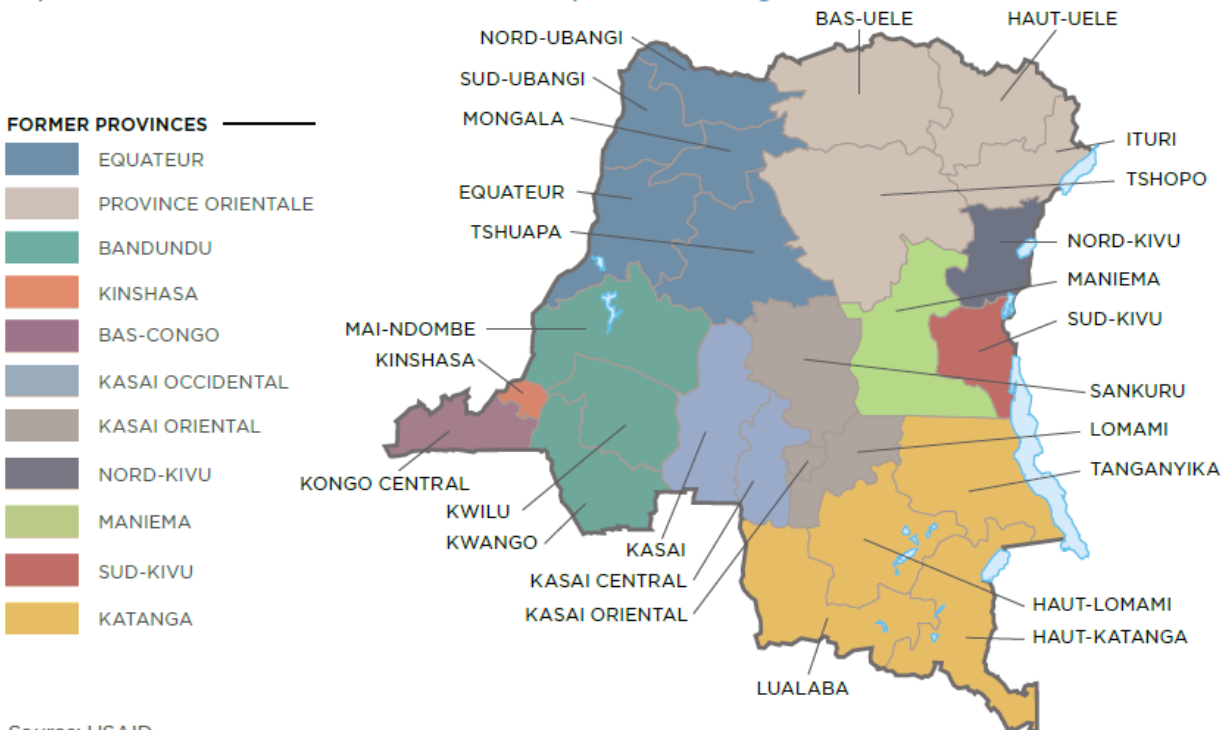 FORMER PROVINCES
EQUATEUR
PROVINCE ORIENTALE
BANDUNDU
KINSHASA
BAS-CONGO
KASAI OCCIDENTAL
KASAI ORIENTAL
NORD-KIVU
MANIEMA
SUD-KIVU
KATANGA
BAS-UELE
HAUT-UELE
NORD-UBANGI
SUD-UBANGI
MONGALA
EQUATEUR
TSHUAPA
MAI-NDOMBE
KINSHASA
KONGO CENTRAL
KWILU
KWANGO
KASAI
KASAI CENTRAL
KASAI ORIENTAL
LUALABA
ITURI
TSHOPO
NORD-KIVU
MANIEMA
SUD-KIVU
SANKURU
LOMAMI
TANGANYIKA
HAUT-LOMAMI
HAUT-KATANGA
Source: USAID